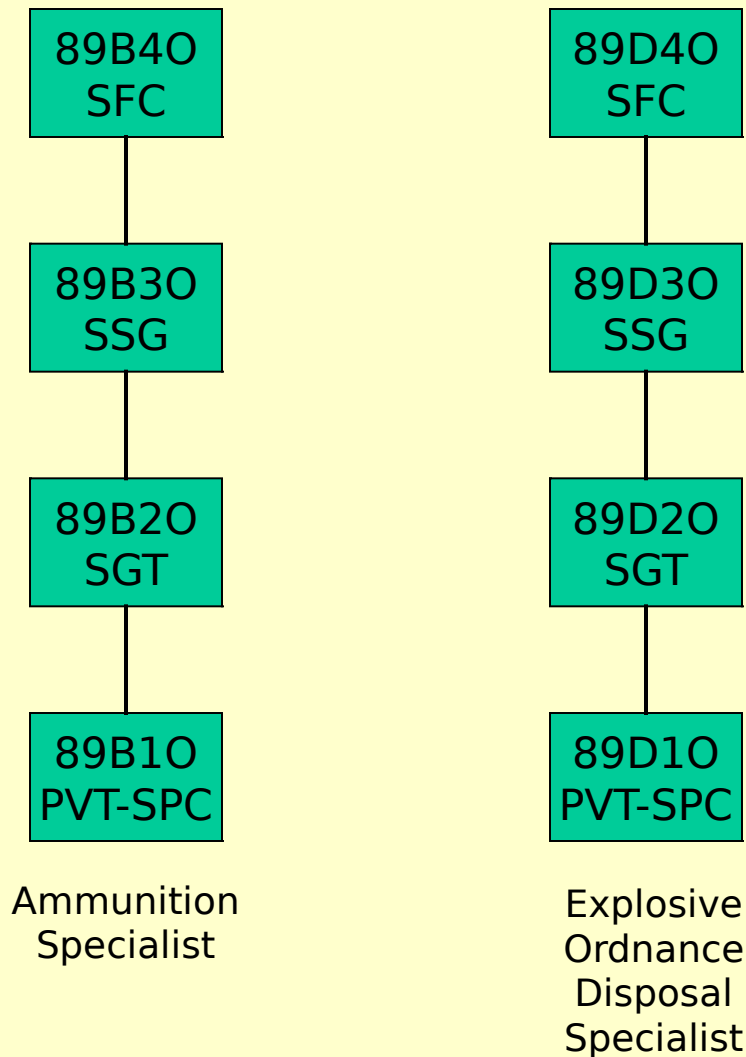 89B4O
SFC
89B3O
SSG
89B2O
SGT
89B1O
PVT-SPC
Ammunition
Specialist
89D4O
SFC
89D3O
SSG
89D2O
SGT
89D1O
PVT-SPC
Explosive
Ordnance
Disposal
Specialist